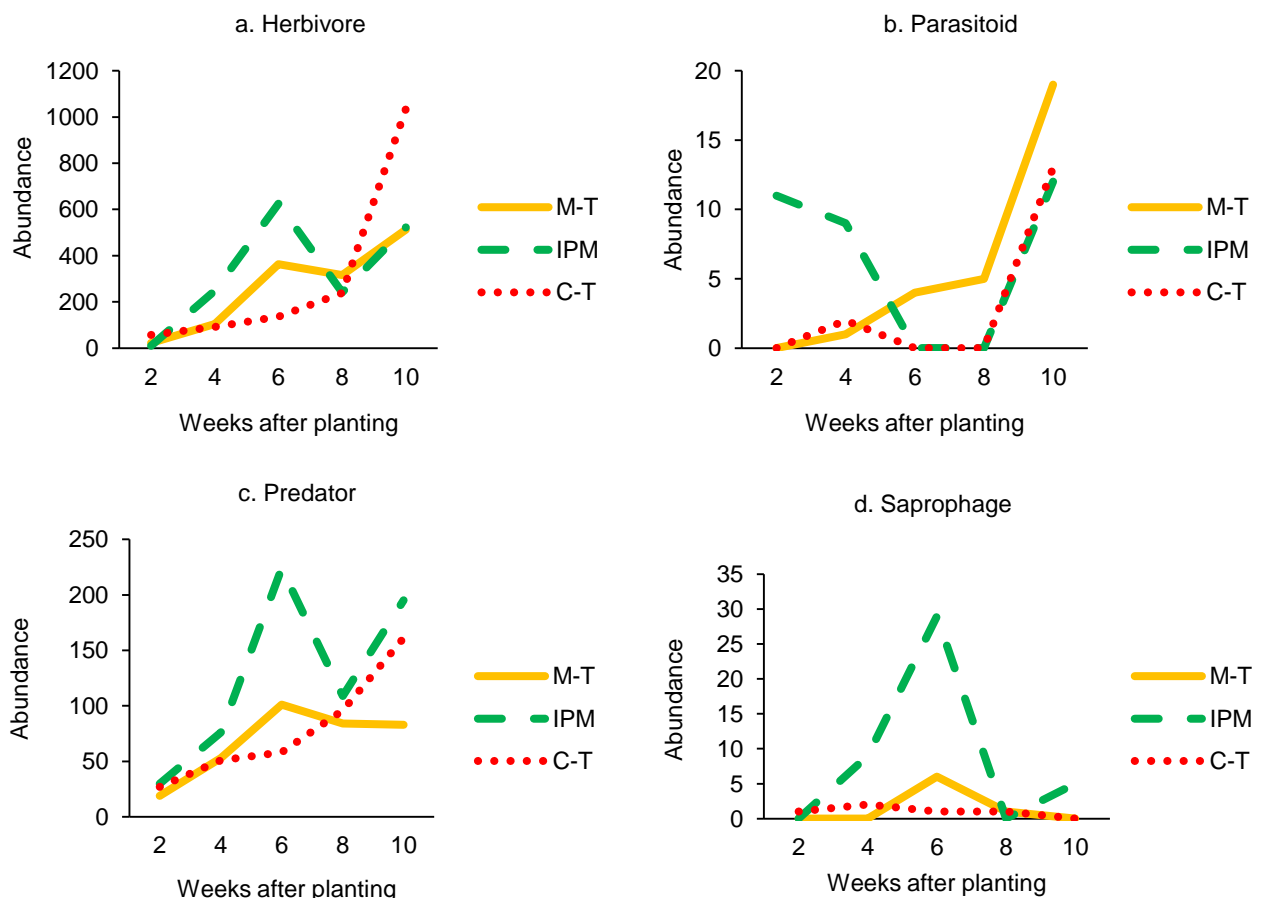 a. Herbivore
1200
1000
800
600
400
200
0
Abundance
2 4 6 8 10
Weeks after planting
M-T
IPM
C-T
b. Parasitoid
20
15
10
5
0
Abundance
2 4 6 8 10
Weeks after planting
M-T
IPM
C-T
c. Predator
250
200
150
100
50
0
Abundance
2 4 6 8 10
Weeks after planting
M-T
IPM
C-T
d. Saprophage
35
30
25
20
15
10
5
0
Abundance
2 4 6 8 10
Weeks after planting
M-T
IPM
C-T